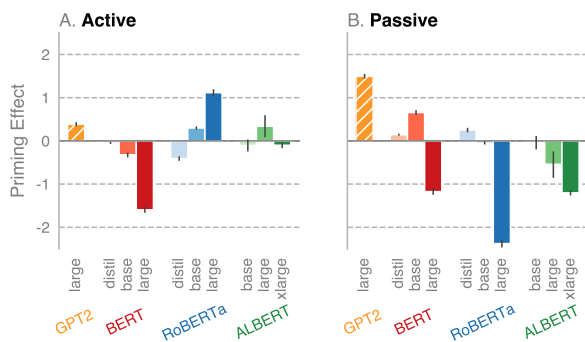 A. Active
B. Passive
Priming Effect
2
1
0
-1
-2
large
distil
base
large
distil
base
large
base
large
xlarge
GPT2
BERT
RoBERTa
ALBERT
large
distil
base
large
distil
base
large
base
large
xlarge
GPT2
BERT
RoBERTa
ALBERT